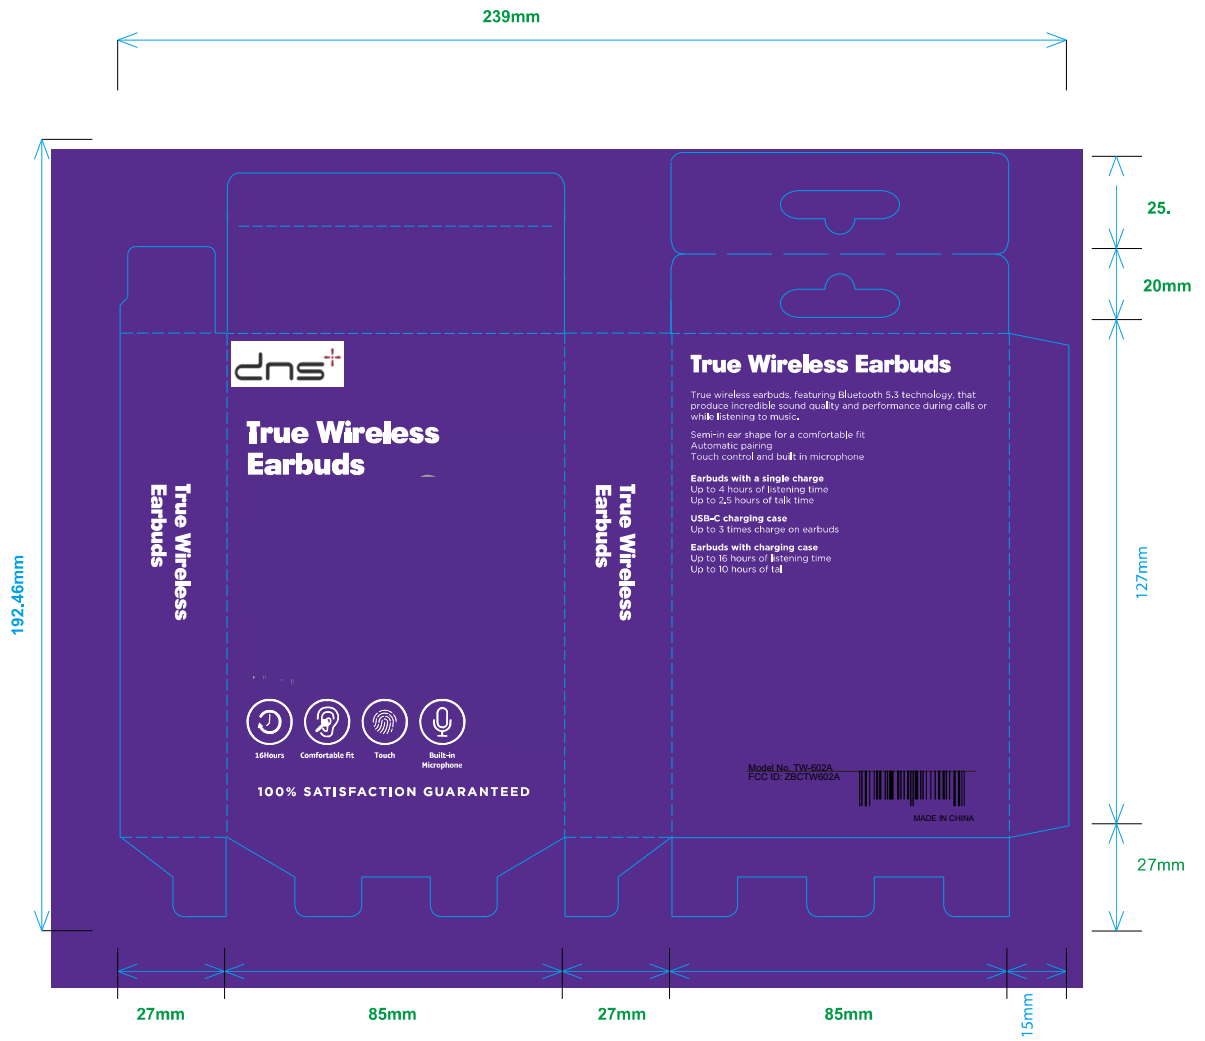 239mm
25.
20mm
127mm
27mm
192.46mm
dns+
True Wireless
Earbuds
True Wireless
Earbuds
16Hours
Comfortable fit
Touch
Built-in
Microphone
100% SATISFACTION GUARANTEED
True Wireless
Earbuds
True Wireless Earbuds
True wireless earbuds, featuring Bluetooth 5.3 technology, that
produce incredible sound quality and performance during calls or
while listening to music.
Semi-in ear shape for a comfortable fit
Automatic pairing
Touch control and built in microphone
Earbuds with a single charge
Up to 4 hours of listening time
Up to 2.5 hours of talk time
USB-C charging case
Up to 3 times charge on earbuds
Earbuds with charging case
Up to 16 hours of listening time
Up to 10 hours of tal
Model No. TW-602A
FCC ID: ZBCTW602A
MADE IN CHINA
27mm
85mm
27mm
85mm
15mm